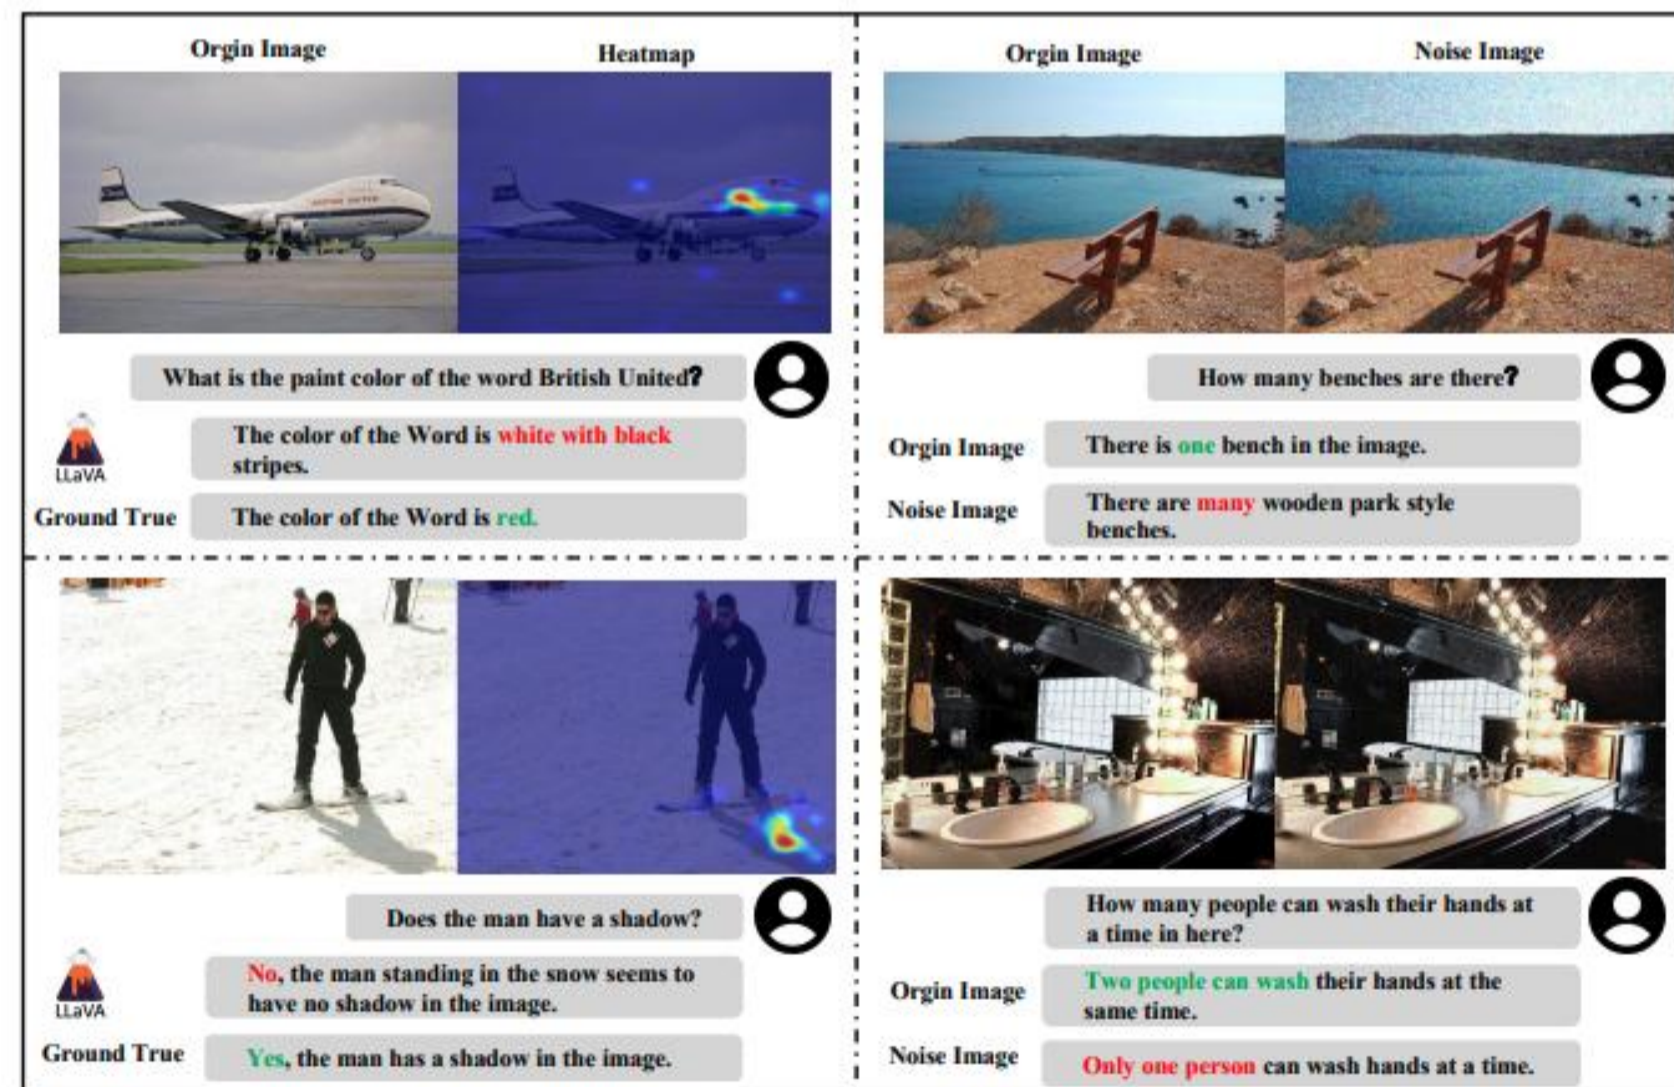 Orgin Image
Heatmap
What is the paint color of the word British United?
LLaVA
The color of the Word is white with black
stripes.
Ground True
The color of the Word is red.
Orgin Image
Noise Image
How many benches are there?
Orgin Image
There is one bench in the image.
Noise Image
There are many wooden park style
benches.
Does the man have a shadow?
LLaVA
No, the man standing in the snow seems to
have no shadow in the image.
Ground True
Yes, the man has a shadow in the image.
How many people can wash their hands at
a time in here?
Orgin Image
Two people can wash their hands at the
same time.
Noise Image
Only one person can wash hands at a time.